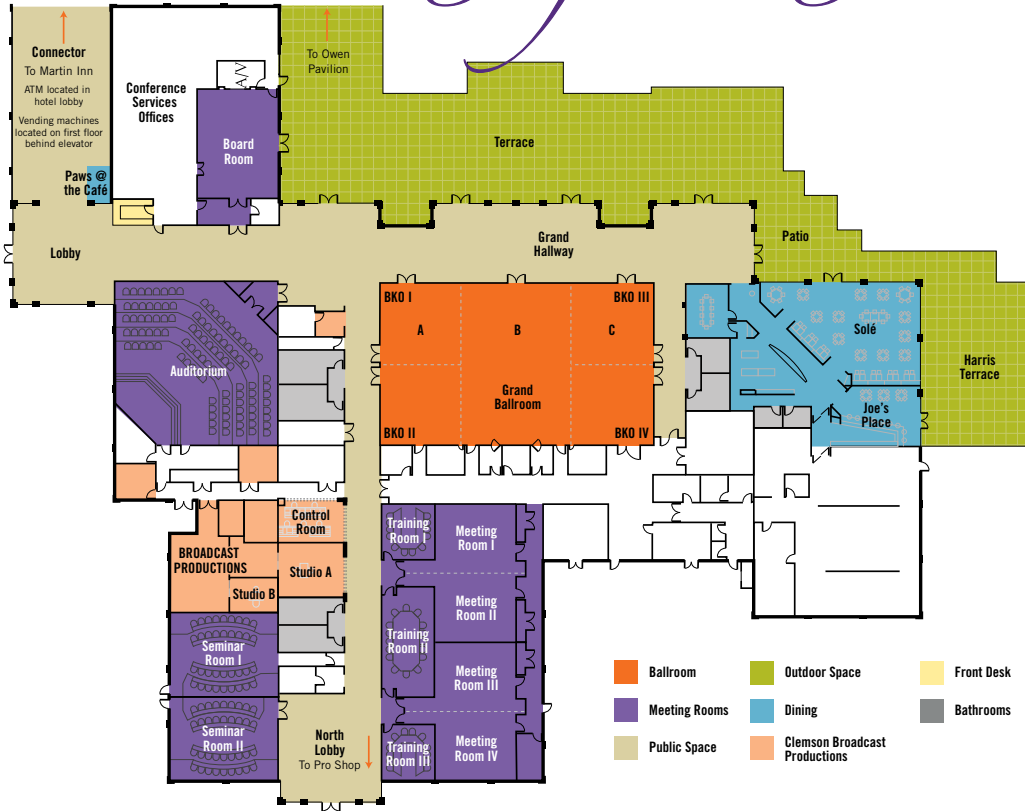 Connector
To Martin Inn
ATM located in
hotel lobby
Vending machines
located on first floor
behind elevator
Paws @
the Café
Conference
Services
Offices
A/V
Board
Room
To Owen
Pavilion
Terrace
Patio
Lobby
Grand
Hallway
Auditorium
BKO I
BKO III
A
B
C
Grand
Ballroom
BKO II
BKO IV
Solé
Joe's
Place
Harris
Terrace
Control
Room
BROADCAST
PRODUCTIONS
Studio A
Studio B
Training
Room I
Meeting
Room I
Meeting
Room II
Training
Room II
Seminar
Room I
Meeting
Room III
Seminar
Room II
North
Lobby
To Pro Shop
Training
Room III
Meeting
Room IV
Ballroom
Meeting Rooms
Public Space
Outdoor Space
Dining
Clemson Broadcast
Productions
Front Desk
Bathrooms